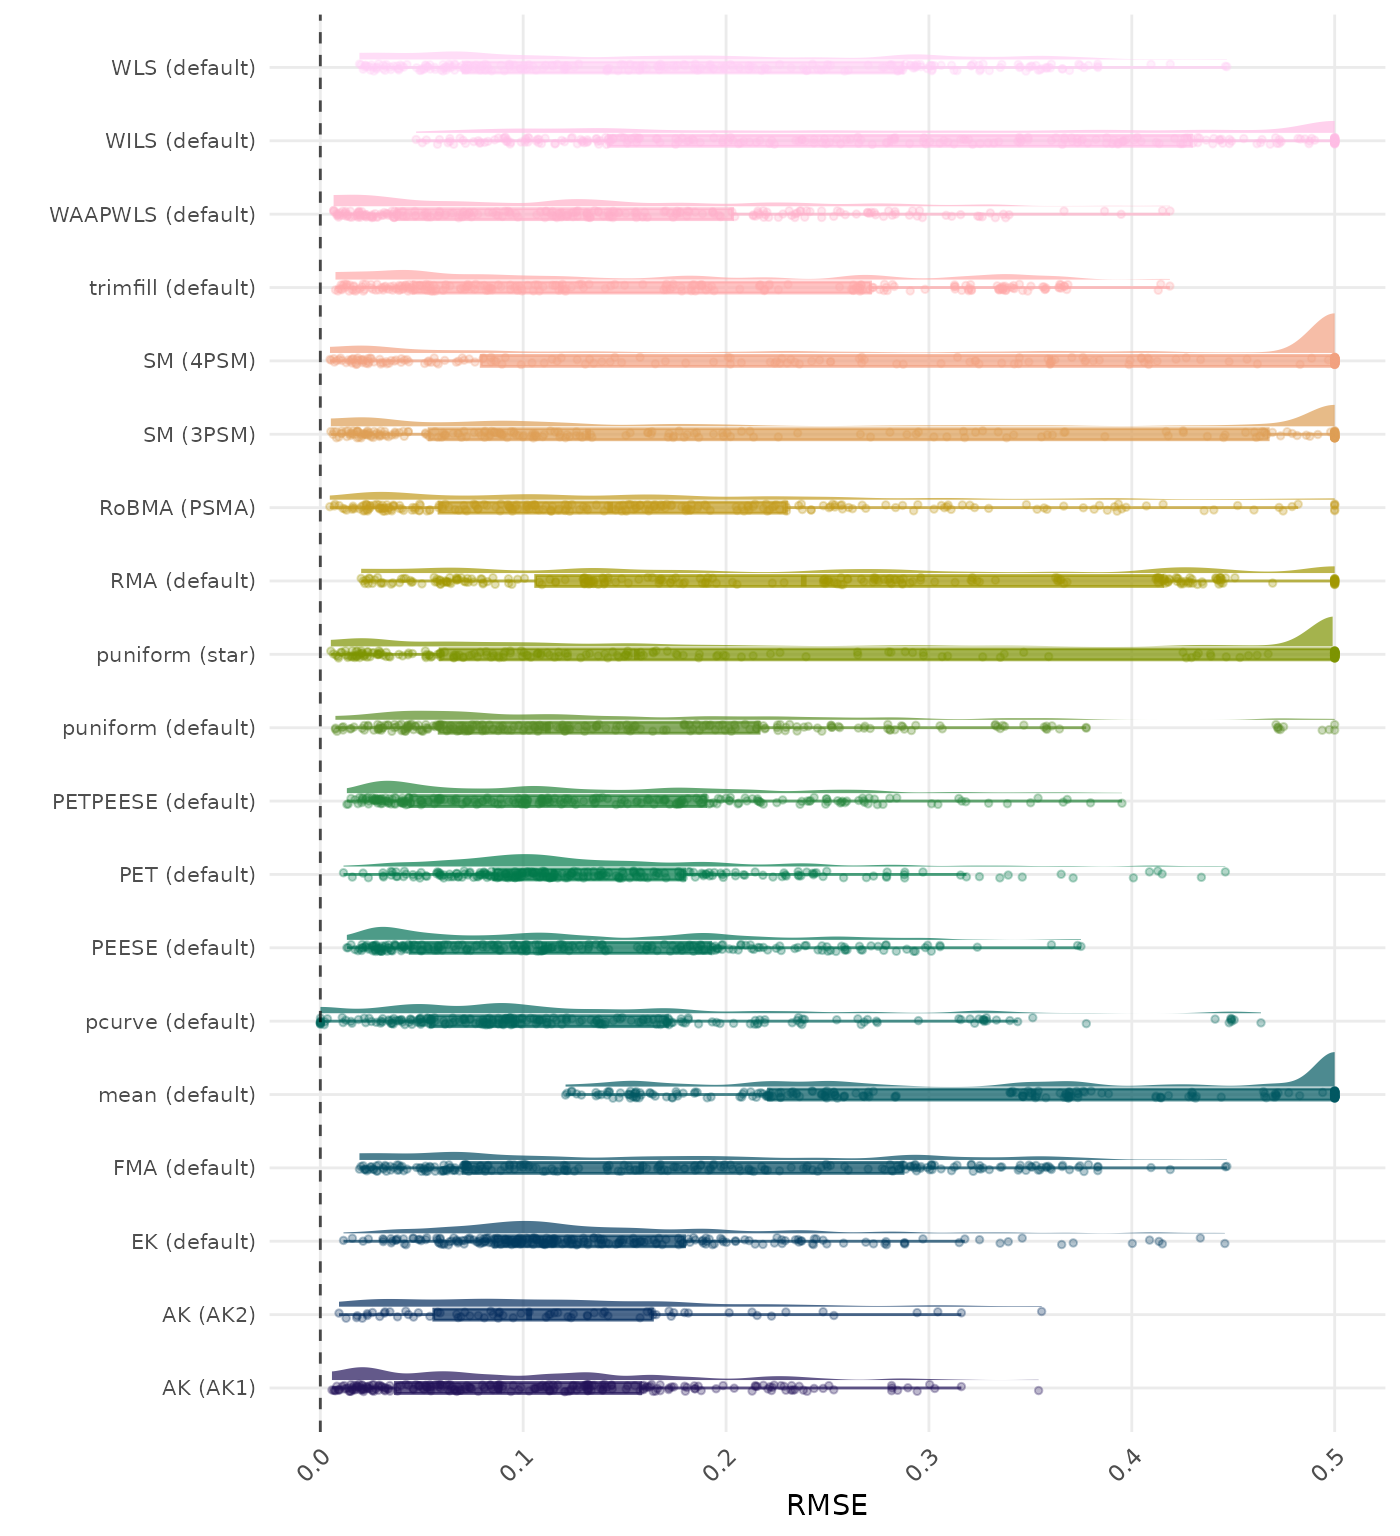 WLS (default)
WILS (default)
WAAPWLS (default)
trimfill (default)
SM (4PSM)
SM (3PSM)
RoBMA (PSMA)
RMA (default)
puniform (star)
puniform (default)
PETPEESE (default)
PET (default)
PEESE (default)
pcurve (default)
mean (default)
FMA (default)
EK (default)
AK (AK2)
AK (AK1)
0.0 0.1 0.2 0.3 0.4 0.5
RMSE